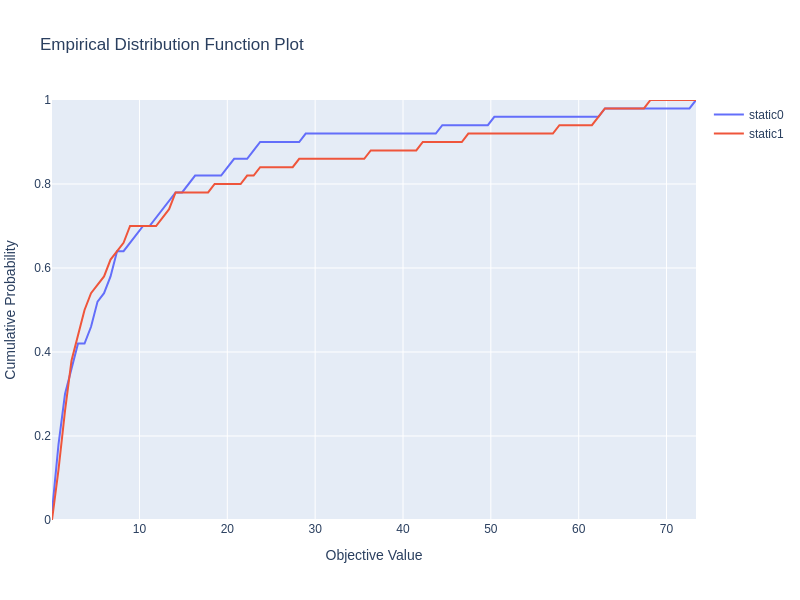 Empirical Distribution Function Plot
static0
static1
Cumulative Probability
1
0.8
0.6
0.4
0.2
0
10
20
30
40
50
60
70
Objective Value